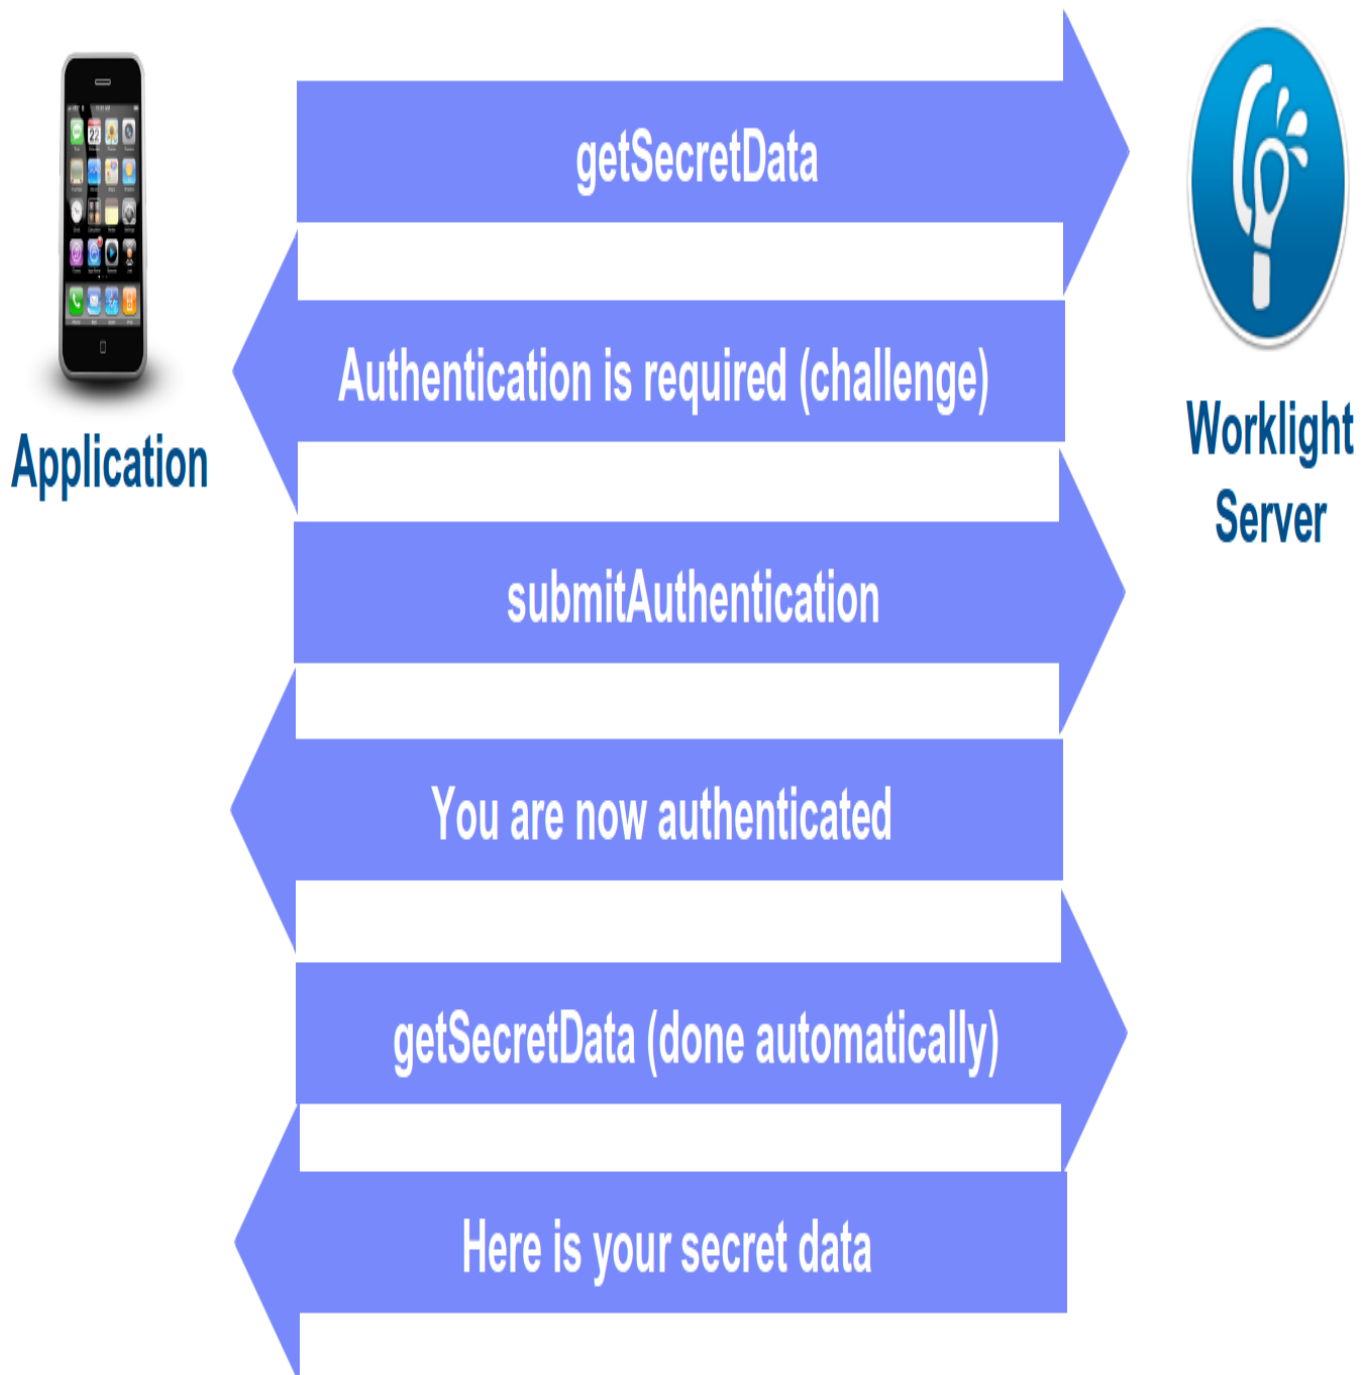 getSecretData
Authentication is required (challenge)
Application
Worklight
Server
submitAuthentication
You are now authenticated
getSecretData (done automatically)
Here is your secret data